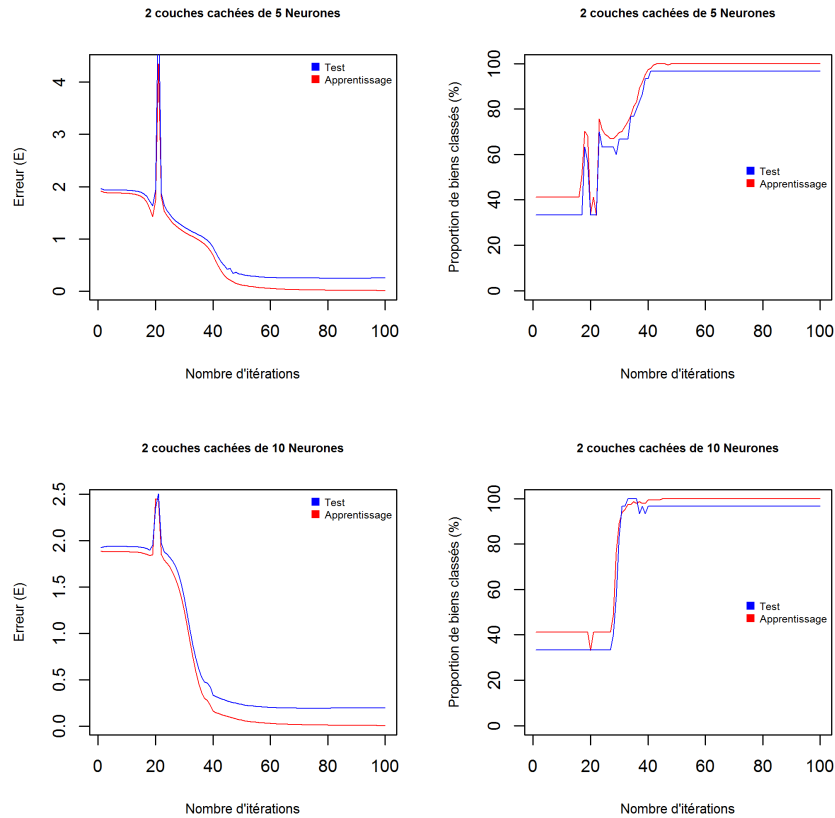 2 couches cachées de 5 Neurones
Erreur (E)
4
3
2
1
0
Test
Apprentissage
0 20 40 60 80 100
Nombre d'itérations
2 couches cachées de 5 Neurones
Proportion de biens classés (%)
100
80
60
40
20
0
Test
Apprentissage
0 20 40 60 80 100
Nombre d'itérations
2 couches cachées de 10 Neurones
Erreur (E)
2.5
2.0
1.5
1.0
0.5
0.0
Test
Apprentissage
0 20 40 60 80 100
Nombre d'itérations
2 couches cachées de 10 Neurones
Proportion de biens classés (%)
100
80
60
40
20
0
Test
Apprentissage
0 20 40 60 80 100
Nombre d'itérations